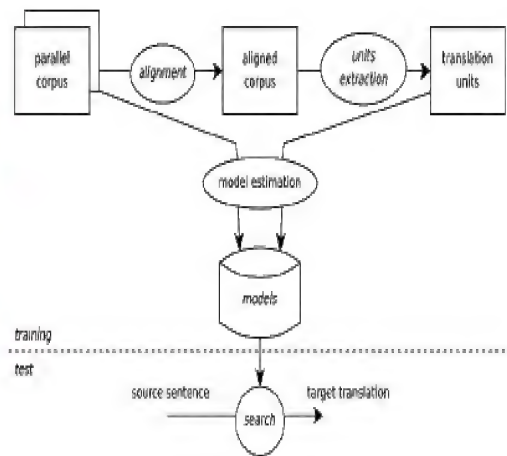 parallel
corpus
alignment
aligned
corpus
units
extraction
translation
units
model estimation
models
training
test
source sentence
target translation
search